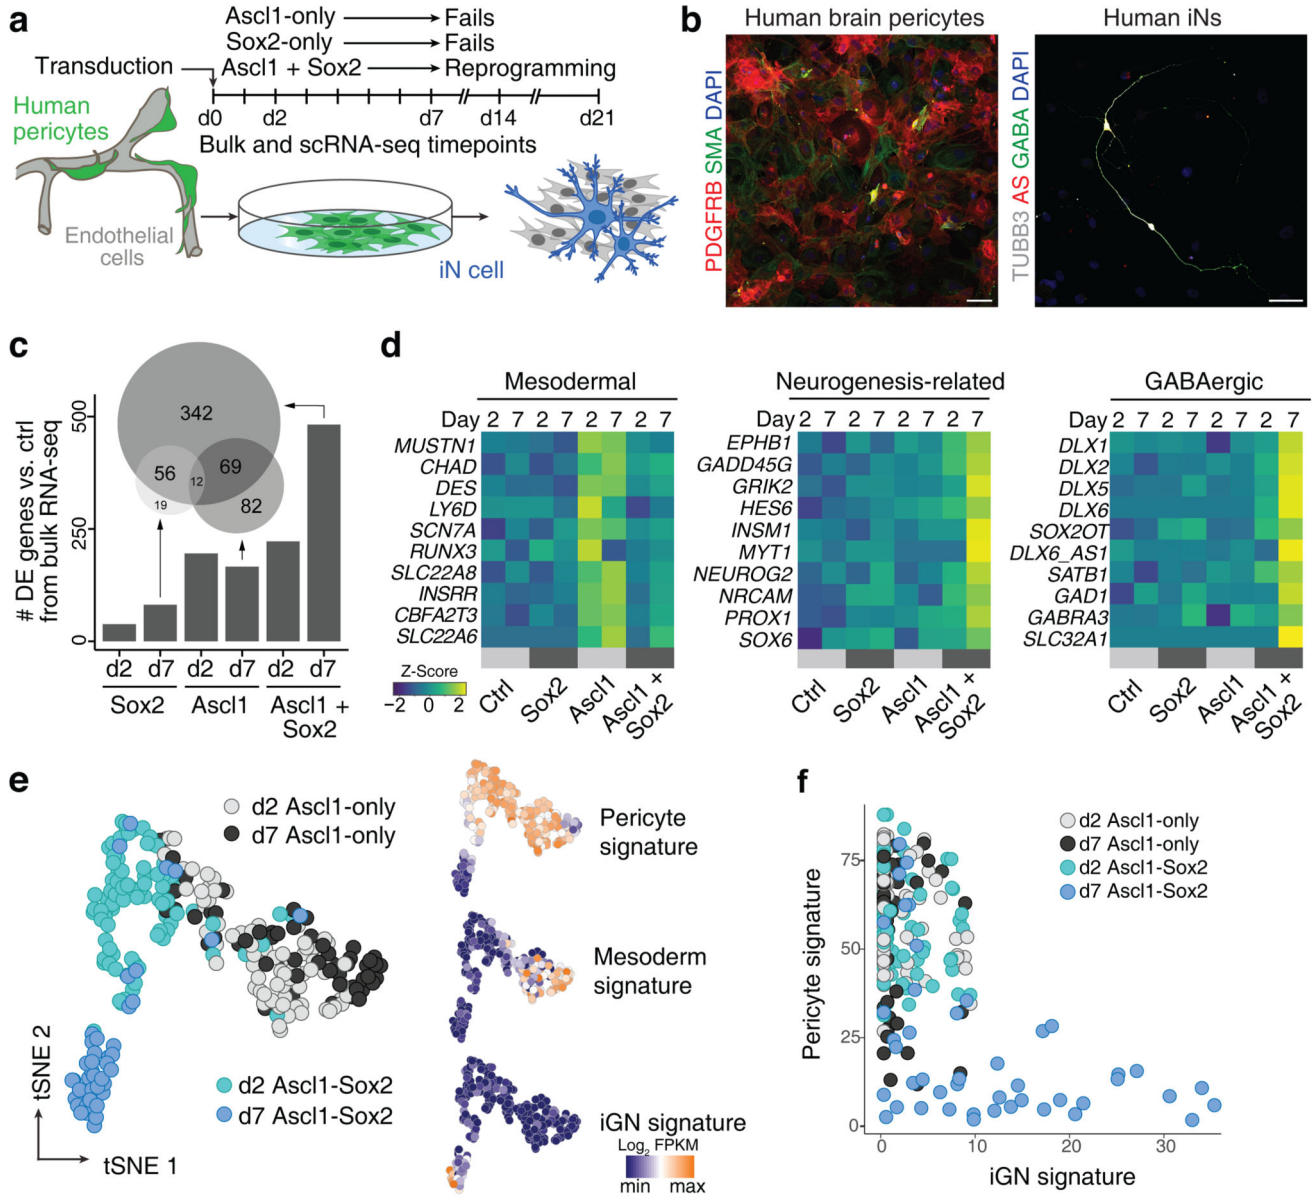 a
Ascl1-only
Fails
Sox2-only
Fails
Transduction
Ascl1 + Sox2
Reprogramming
Human
pericytes
d0
d2
d7
d14
d21
Bulk and scRNA-seq timepoints
Endothelial
cells
iN cell
b
Human brain pericytes
Human iNs
PDGFRB SMA DAPI
TUBB3 AS GABA DAPI
c
# DE genes vs. ctrl
from bulk RNA-seq
500
250
0
342
56
12
69
19
82
d2 d7 d2 d7 d2 d7
Sox2
Ascl1
Ascl1 +
Sox2
d
Mesodermal
Day 2 7 2 7 2 7 2 7
MUSTN1
CHAD
DES
LY6D
SCN7A
RUNX3
SLC22A8
INSRR
CBFA2T3
SLC22A6
Z-Score
−2 0 2
Ctrl
Sox2
Ascl1
Ascl1 +
Sox2
Neurogenesis-related
Day 2 7 2 7 2 7 2 7
EPHB1
GADD45G
GRIK2
HES6
INSM1
MYT1
NEUROG2
NRCAM
PROX1
SOX6
Ctrl
Sox2
Ascl1
Ascl1 +
Sox2
GABAergic
Day 2 7 2 7 2 7 2 7
DLX1
DLX2
DLX5
DLX6
SOX2OT
DLX6_AS1
SATB1
GAD1
GABRA3
SLC32A1
Ctrl
Sox2
Ascl1
Ascl1 +
Sox2
e
d2 Ascl1-only
d7 Ascl1-only
d2 Ascl1-Sox2
d7 Ascl1-Sox2
tSNE 2
tSNE 1
Pericyte
signature
Mesoderm
signature
iGN signature
Log2 FPKM
min max
f
d2 Ascl1-only
d7 Ascl1-only
d2 Ascl1-Sox2
d7 Ascl1-Sox2
Pericyte signature
75
50
25
0
0 10 20 30
iGN signature